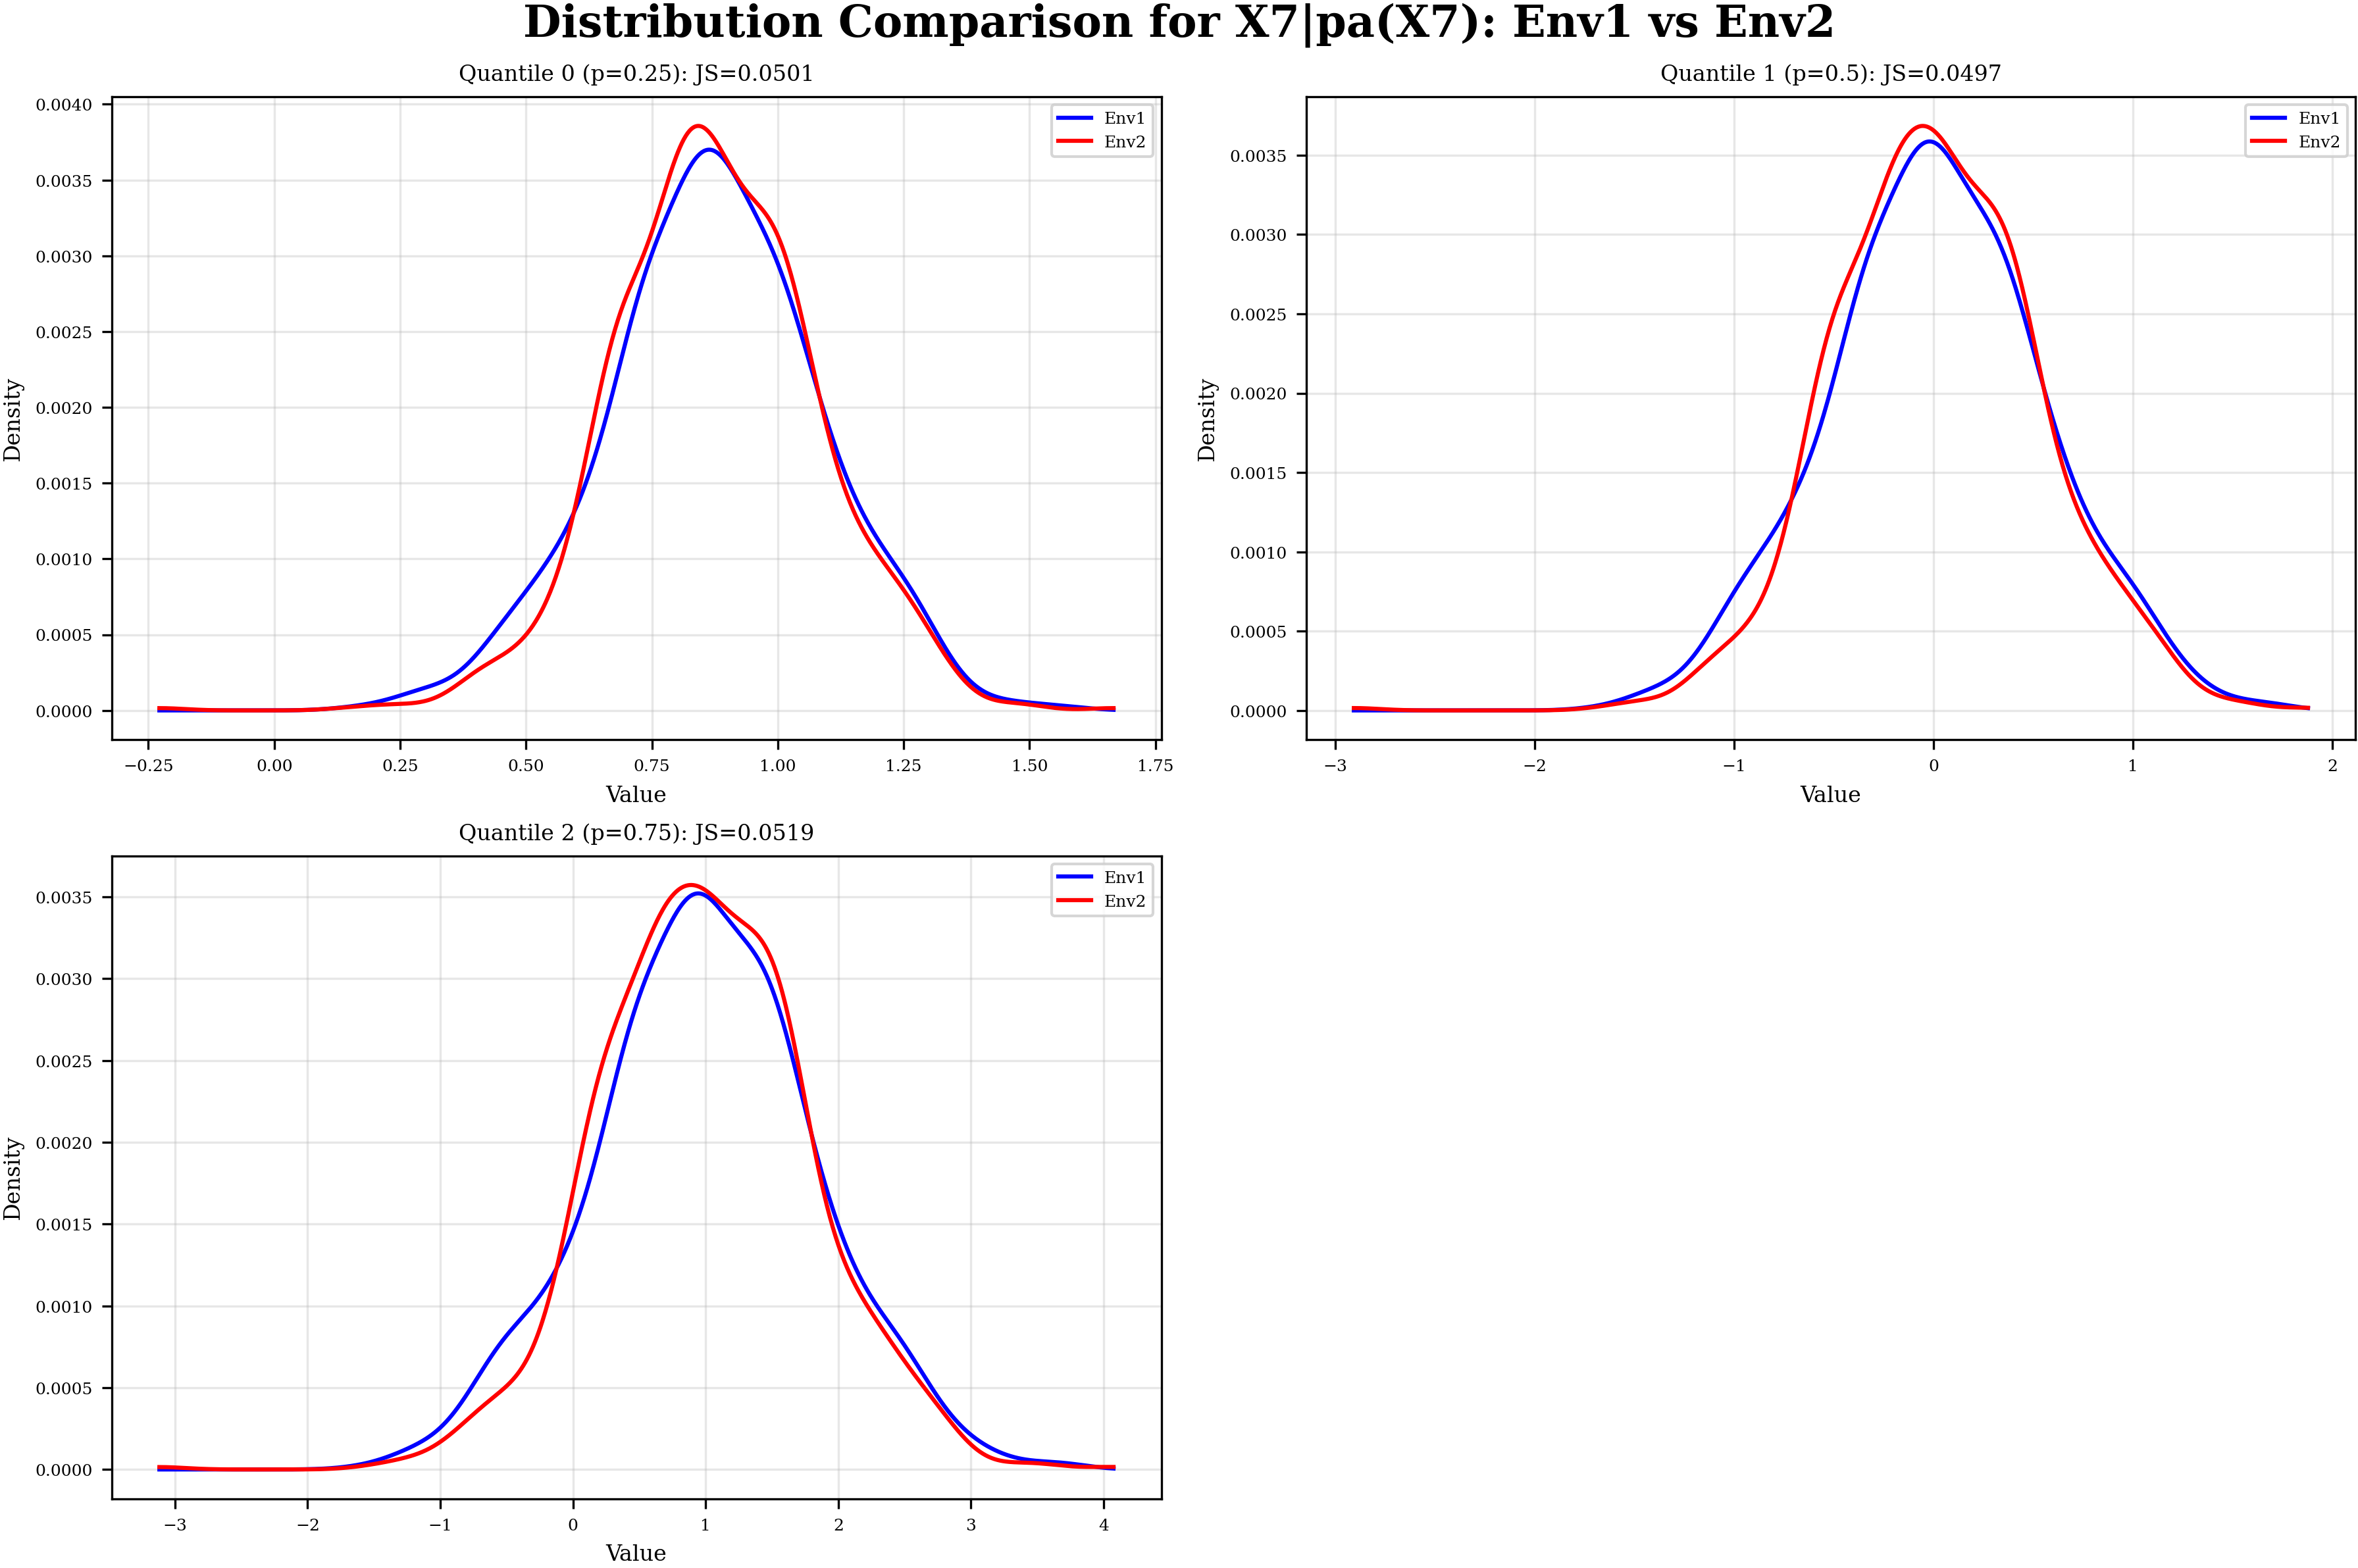 Distribution Comparison for X7|pa(X7): Env1 vs Env2
Quantile 0 (p=0.25): JS=0.0501
Env1
Env2
Density
0.0040
0.0035
0.0030
0.0025
0.0020
0.0015
0.0010
0.0005
0.0000
−0.25 0.00 0.25 0.50 0.75 1.00 1.25 1.50 1.75
Value
Quantile 1 (p=0.5): JS=0.0497
Env1
Env2
Density
0.0035
0.0030
0.0025
0.0020
0.0015
0.0010
0.0005
0.0000
−3 −2 −1 0 1 2
Value
Quantile 2 (p=0.75): JS=0.0519
Env1
Env2
Density
0.0035
0.0030
0.0025
0.0020
0.0015
0.0010
0.0005
0.0000
−3 −2 −1 0 1 2 3 4
Value